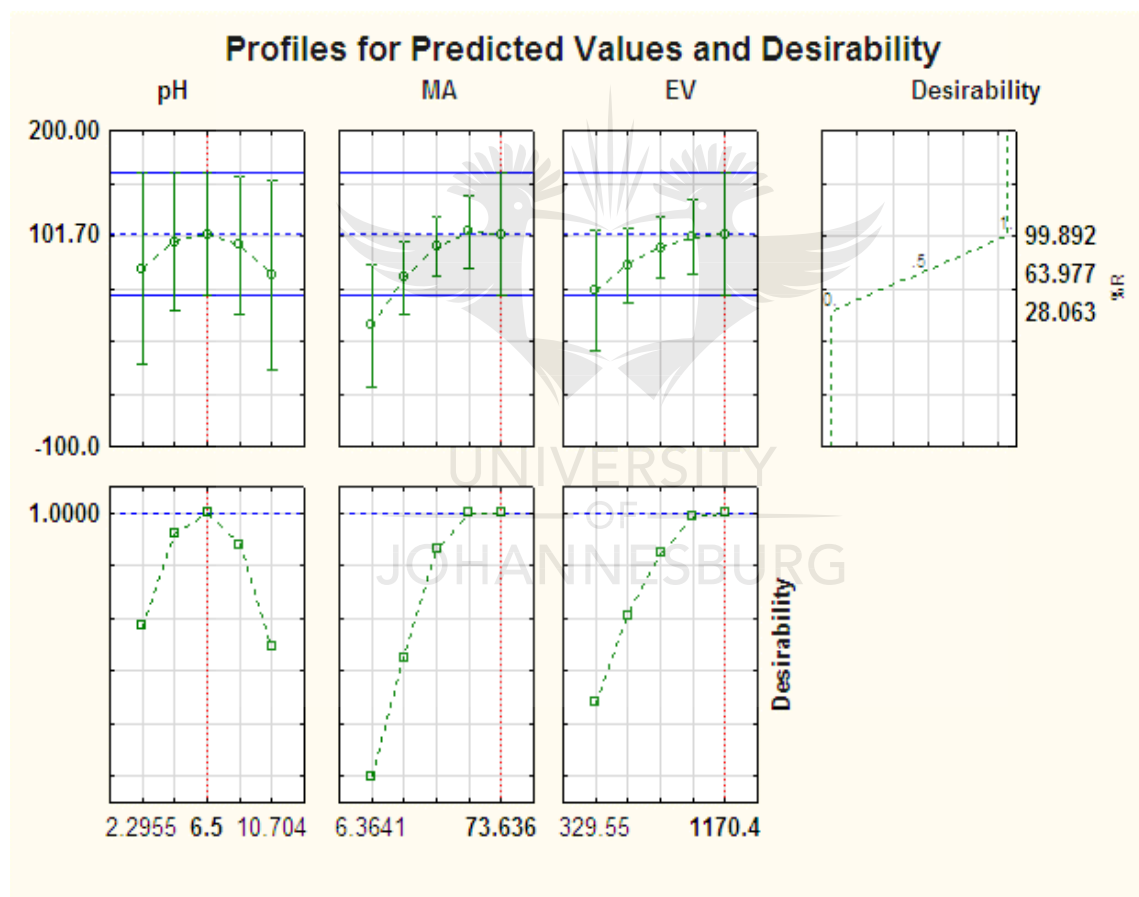 Profiles for Predicted Values and Desirability
pH MA EV Desirability
200.00
101.70
-100.0
1.
.5
0.
99.892
63.977
28.063
%R
UNIVERSITY
OF
JOHANNESBURG
1.0000
Desirability
2.2955 6.5 10.704 6.3641 73.636 329.55 1170.4